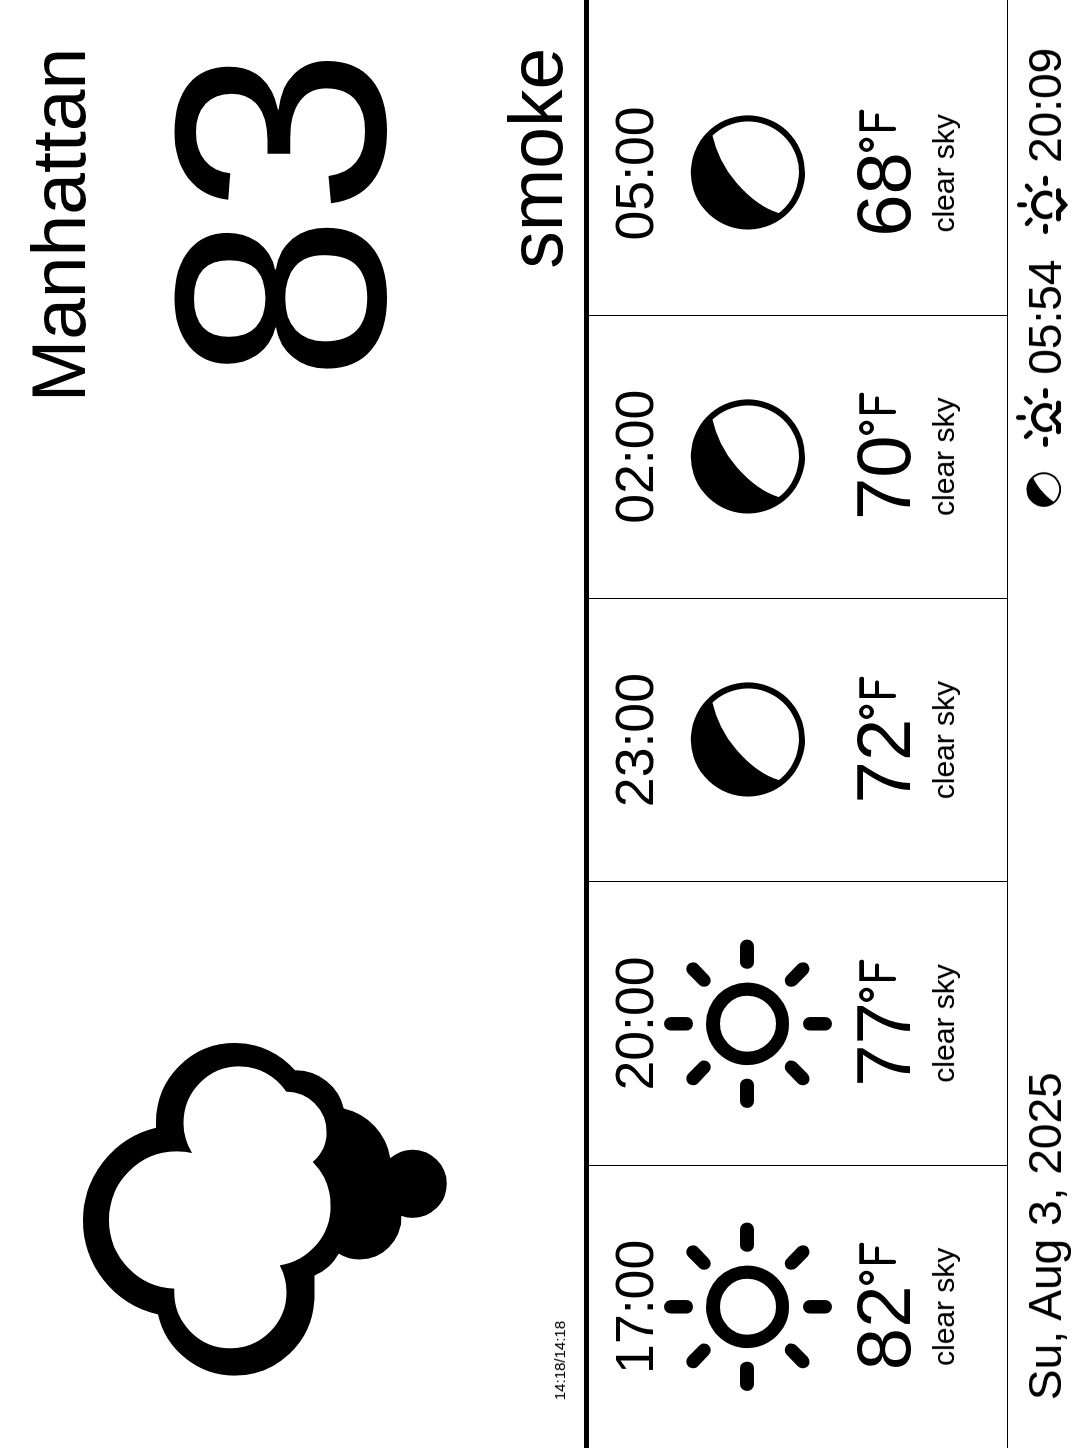 Manhattan
83
smoke
14:18/14:18
17:00 20:00 23:00 02:00 05:00
82°F 77°F 72°F 70°F 68°F
clear sky clear sky clear sky clear sky clear sky
Su, Aug 3, 2025 05:54 20:09